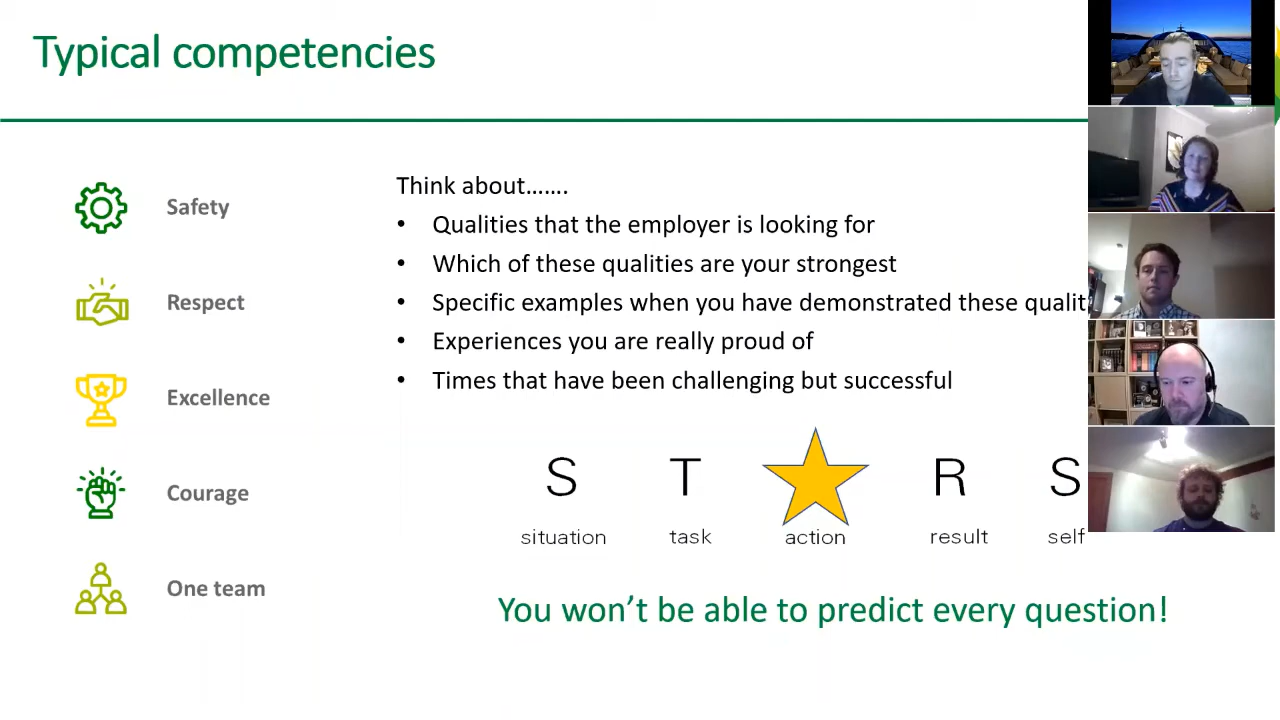 Typical competencies
Safety
Respect
Excellence
Courage
One team
Think about.......
• Qualities that the employer is looking for
• Which of these qualities are your strongest
• Specific examples when you have demonstrated these qualit
• Experiences you are really proud of
• Times that have been challenging but successful
S T R S
situation task action result self
You won't be able to predict every question!